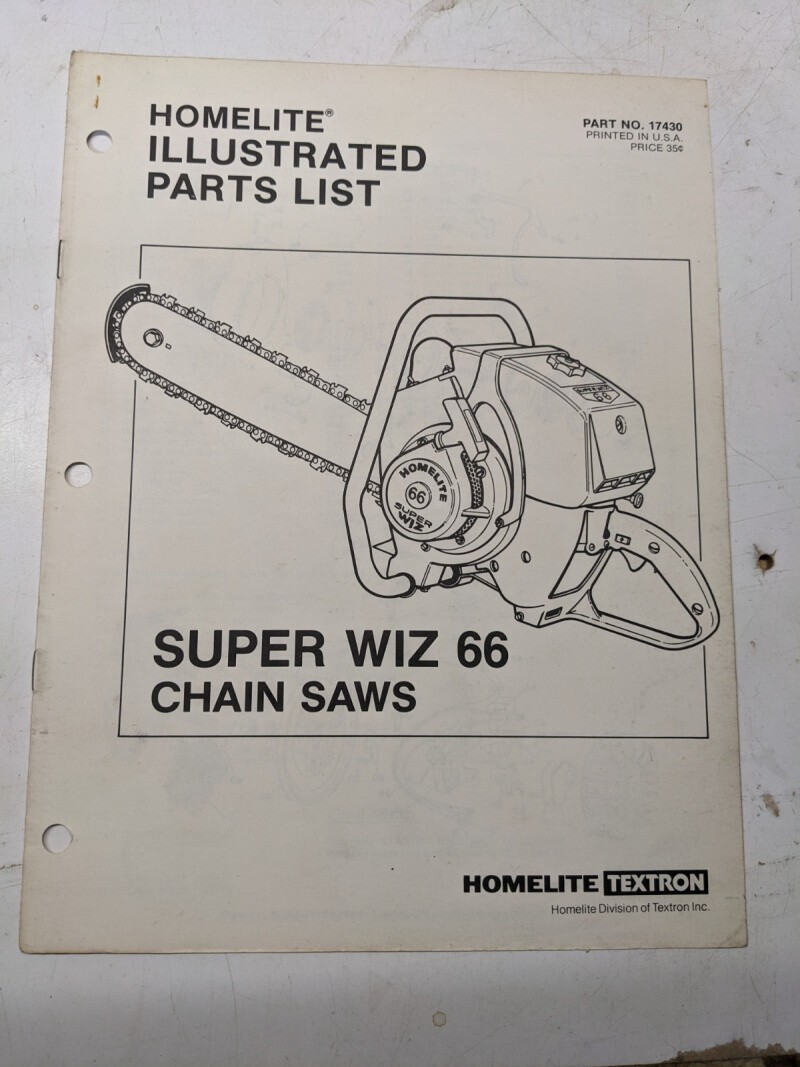 HOMELITE®
ILLUSTRATED
PARTS LIST
PART NO. 17430
PRINTED IN U.S.A.
PRICE 35¢
66
HOMELITE
66
SUPER
WIZ
SUPER WIZ 66
CHAIN SAWS
HOMELITE TEXTRON
Homelite Division of Textron Inc.